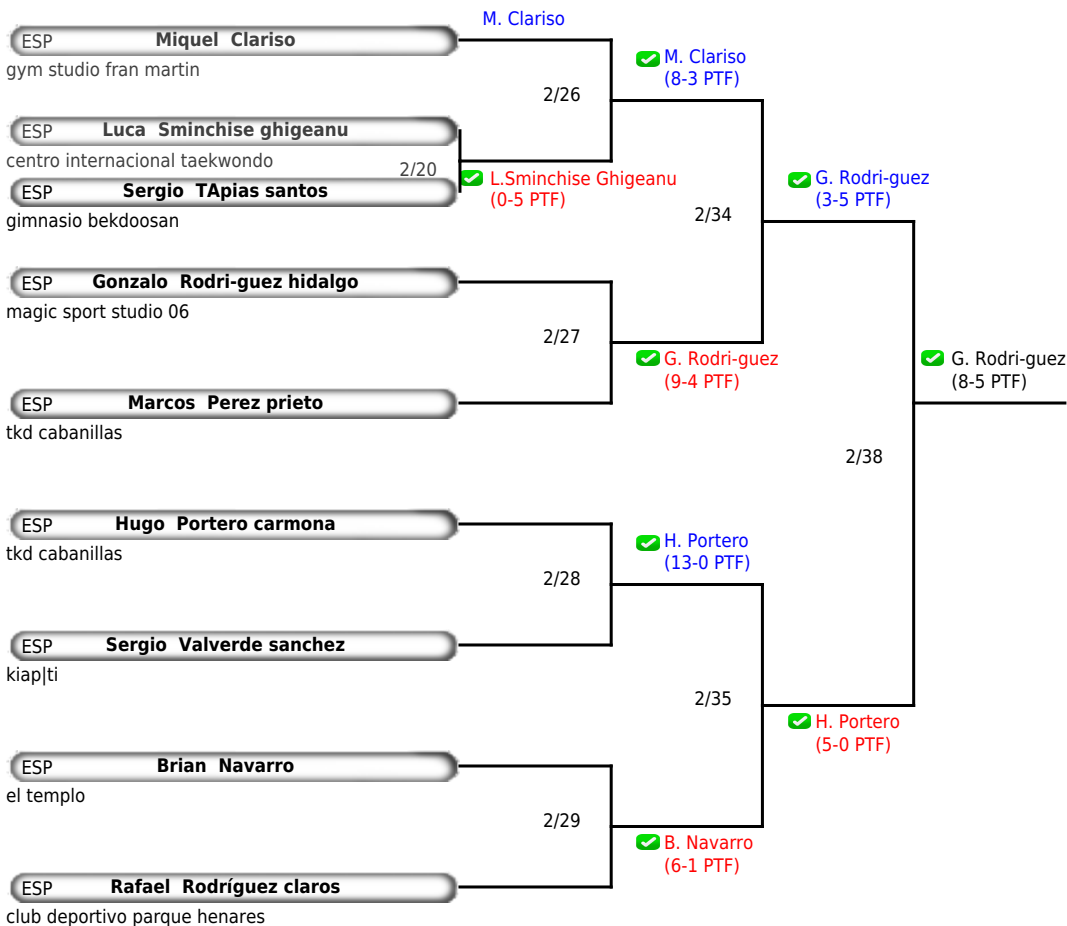 M. Clariso
ESP Miquel Clariso
gym studio fran martin
M. Clariso
(8-3 PTF)
2/26
ESP Luca Sminchise ghigeanu
centro internacional taekwondo
2/20
L.Sminchise Ghigeanu
(0-5 PTF)
ESP Sergio TApias santos
gimnasio bekdoosan
G. Rodri-guez
(3-5 PTF)
2/34
ESP Gonzalo Rodri-guez hidalgo
magic sport studio 06
2/27
G. Rodri-guez
(9-4 PTF)
G. Rodri-guez
(8-5 PTF)
ESP Marcos Perez prieto
tkd cabanillas
2/38
ESP Hugo Portero carmona
tkd cabanillas
H. Portero
(13-0 PTF)
2/28
ESP Sergio Valverde sanchez
kiap|ti
2/35
H. Portero
(5-0 PTF)
ESP Brian Navarro
el templo
2/29
B. Navarro
(6-1 PTF)
ESP Rafael Rodríguez claros
club deportivo parque henares